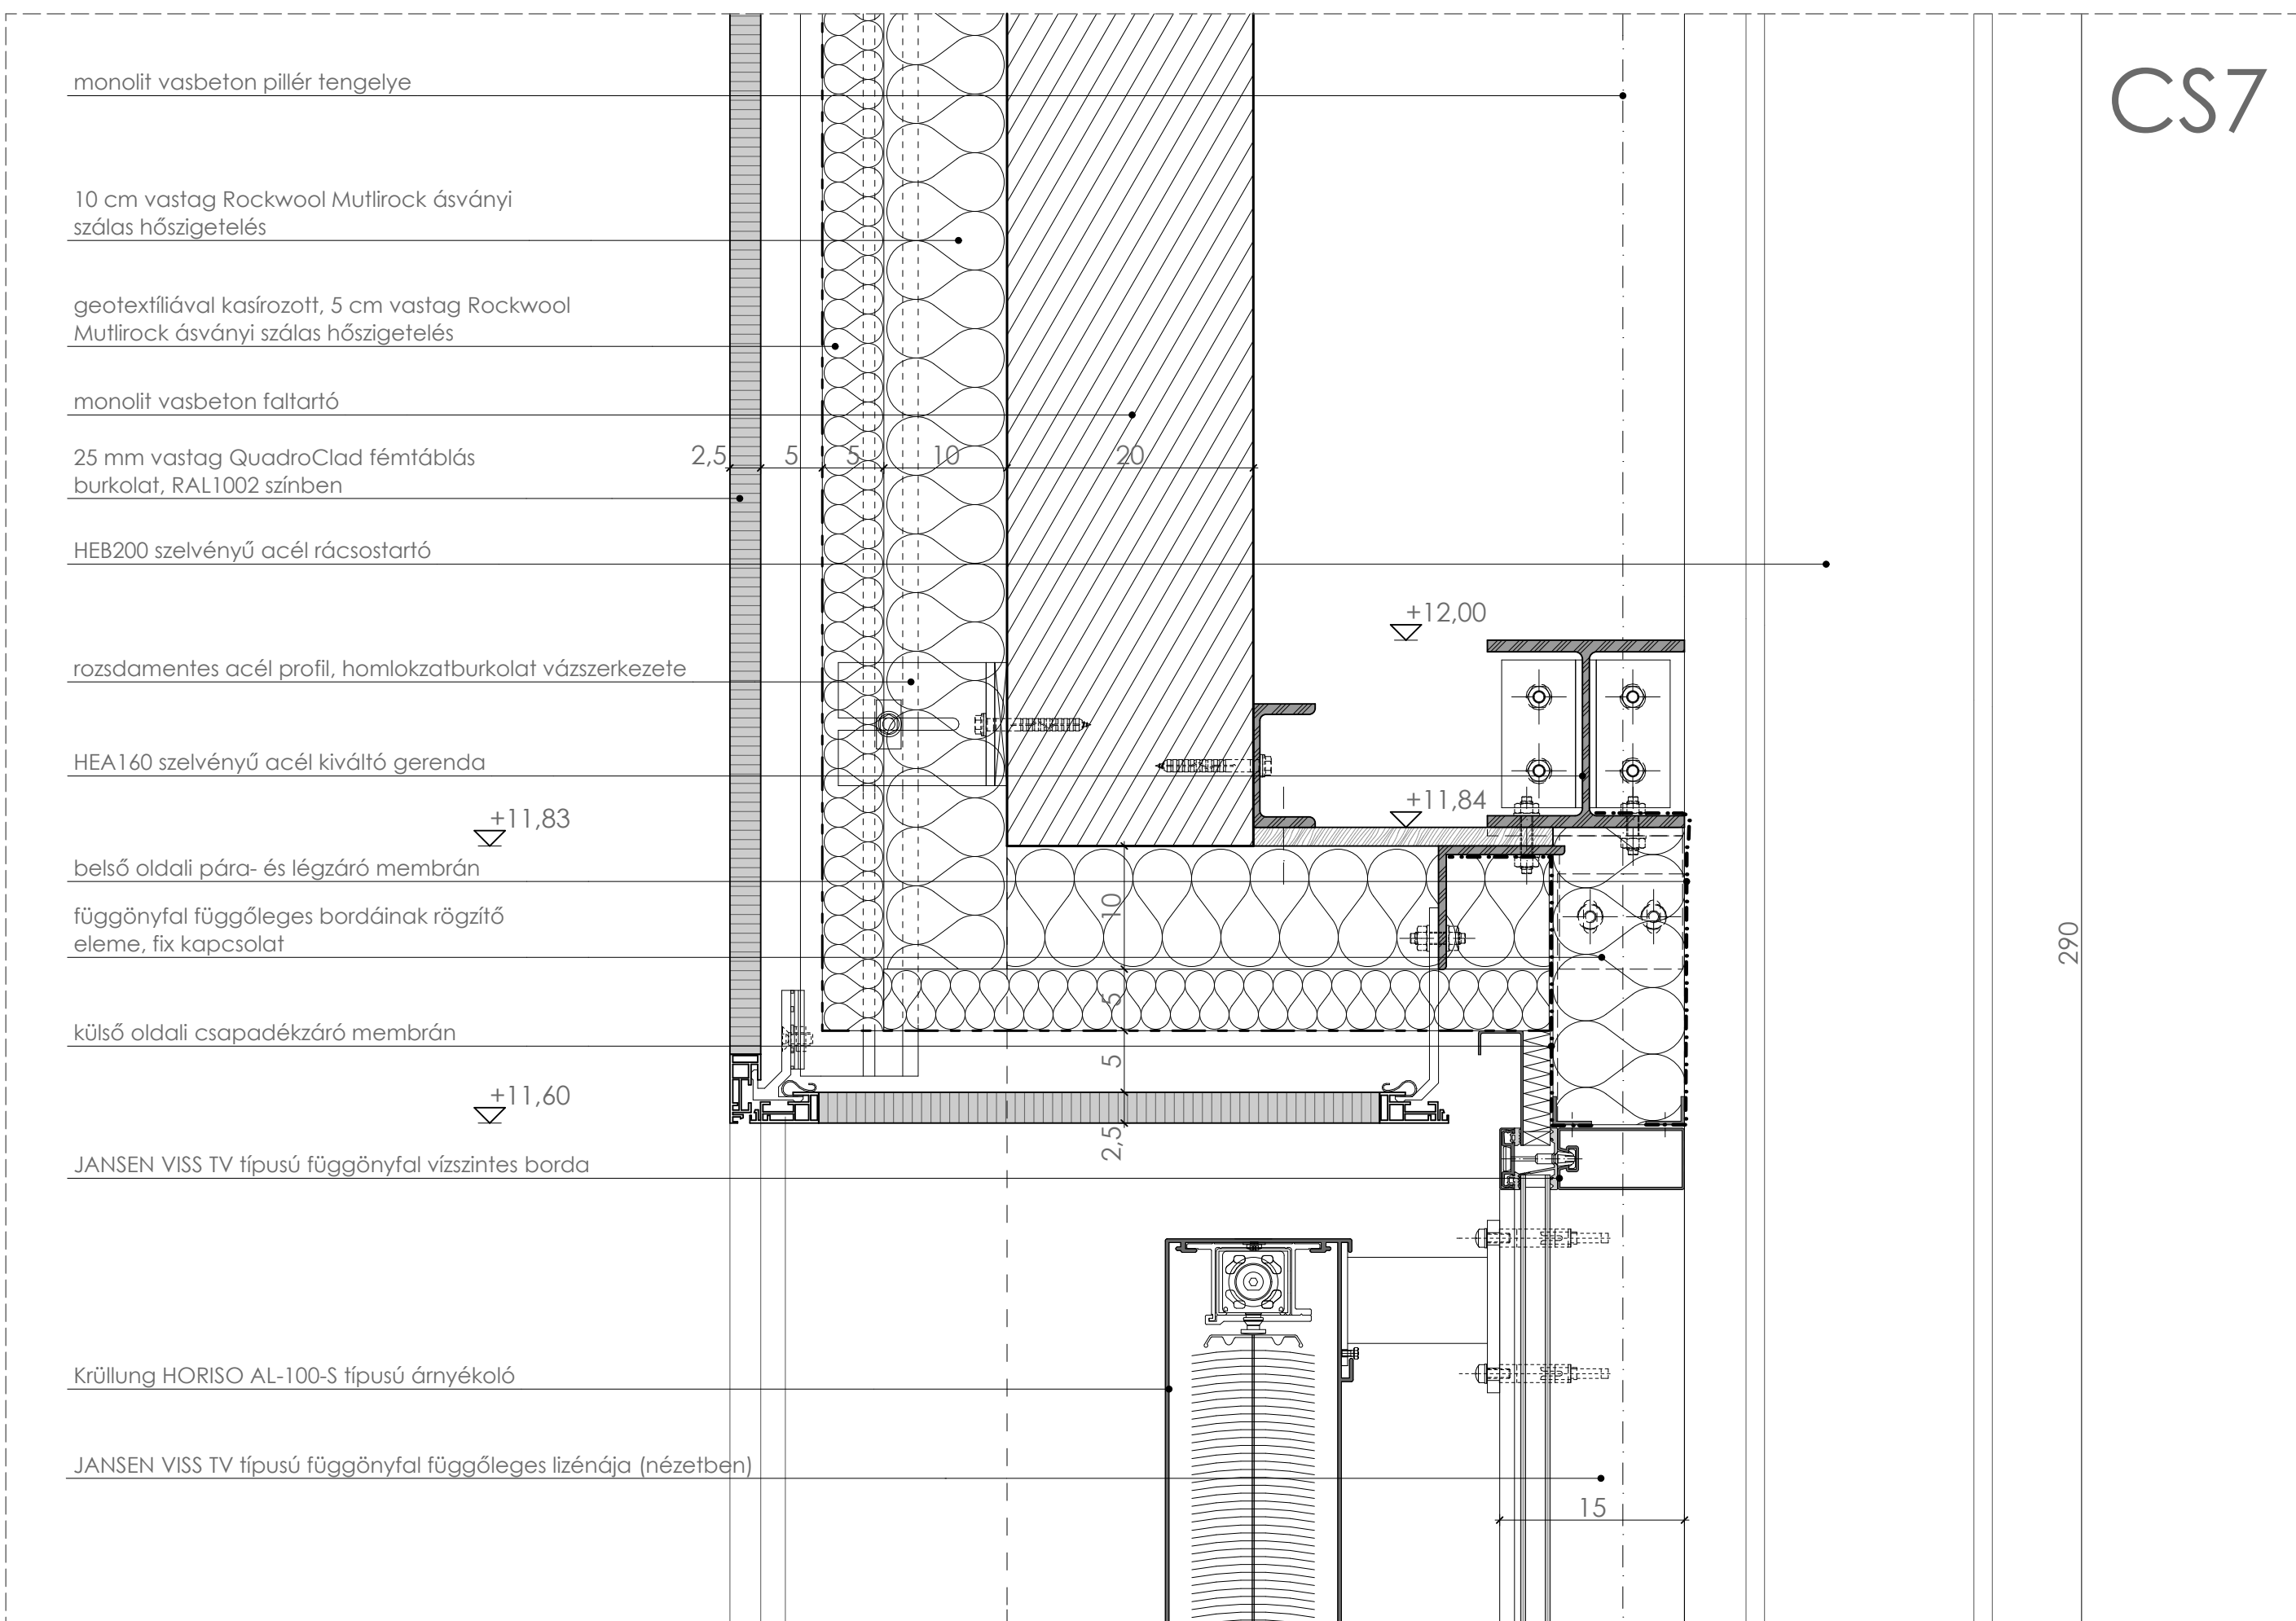 CS7
monolit vasbeton pillér tengelye
10 cm vastag Rockwool Mutlirock ásványi
szálas hőszigetelés
geotextíliával kasírozott, 5 cm vastag Rockwool
Mutlirock ásványi szálas hőszigetelés
monolit vasbeton faltartó
25 mm vastag QuadroClad fémtáblás
burkolat, RAL1002 színben
2,5 5 5 10 20
HEB200 szelvényű acél rácsostartó
+12,00
rozsdamentes acél profil, homlokzatburkolat vázszerkezete
HEA160 szelvényű acél kiváltó gerenda
+11,84
+11,83
belső oldali pára- és légzáró membrán
függönyfal függőleges bordáinak rögzítő
eleme, fix kapcsolat
10
290
5
külső oldali csapadékzáró membrán
5
+11,60
2,5
JANSEN VISS TV típusú függönyfal vízszintes borda
Krüllung HORISO AL-100-S típusú árnyékoló
JANSEN VISS TV típusú függönyfal függőleges lizénája (nézetben)
15